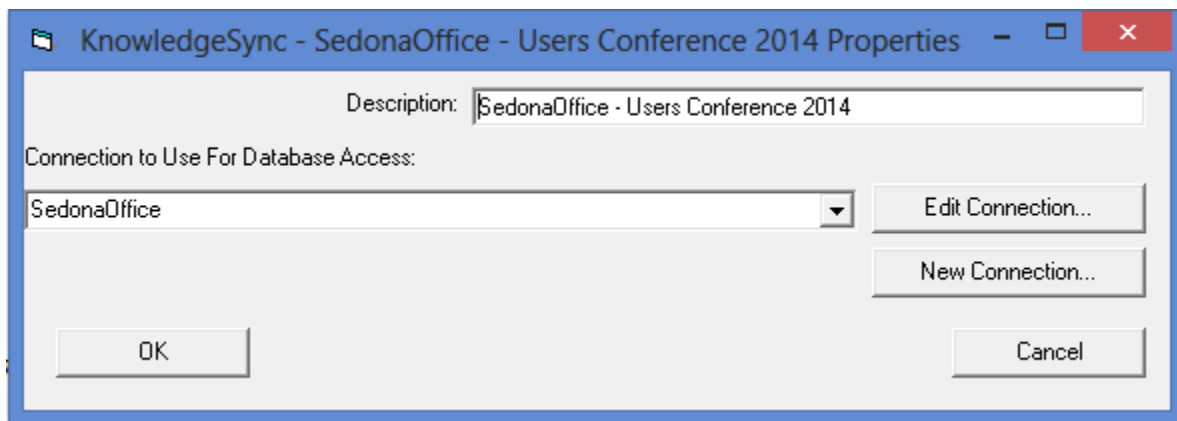 KnowledgeSync - SedonaOffice - Users Conference 2014 Properties
Description: SedonaOffice - Users Conference 2014
Connection to Use For Database Access:
SedonaOffice Edit Connection...
New Connection...
OK Cancel